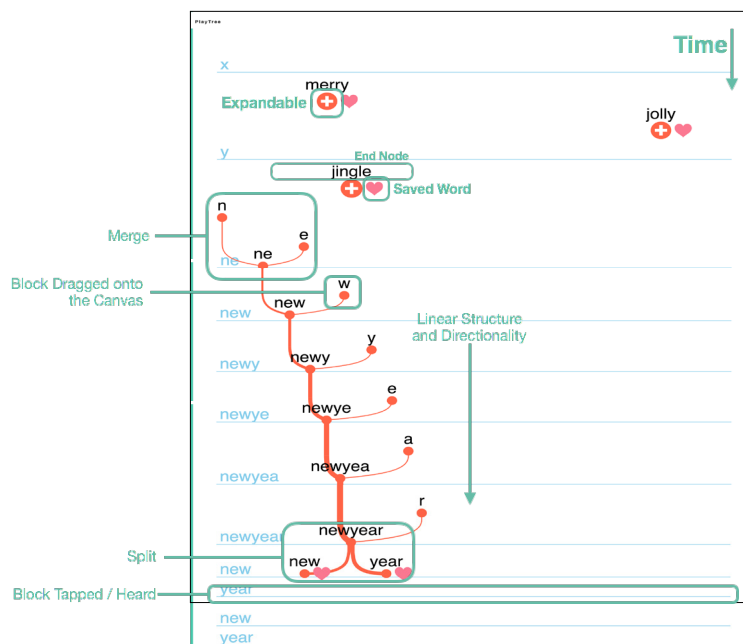 PlayTree
Time
x
merry
Expandable
jolly
y
End Node
jingle
Saved Word
n
Merge
e
ne
ne
Block Dragged onto
the Canvas
w
new
new
Linear Structure
and Directionality
y
newy
newy
e
newye
newye
a
newyea
newyea
r
newyear
newyear
Split
new
year
new
Block Tapped / Heard
year
new
year